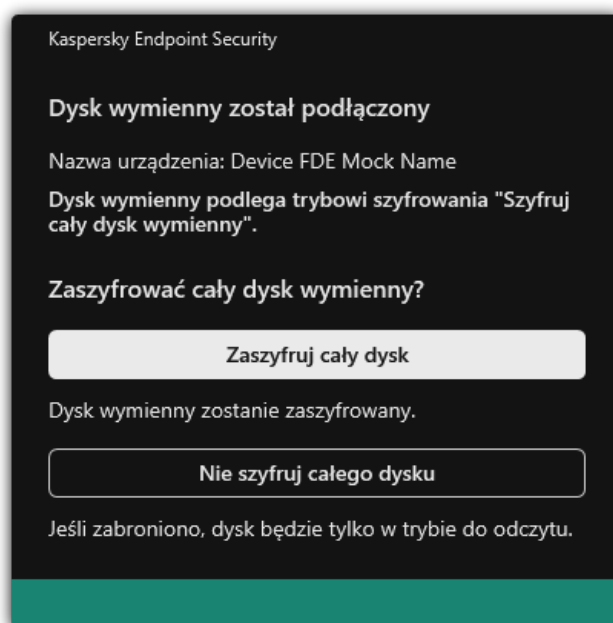 Kaspersky Endpoint Security
Dysk wymienny został podłączony
Nazwa urządzenia: Device FDE Mock Name
Dysk wymienny podlega trybowi szyfrowania "Szyfruj
cały dysk wymienny".
Zaszyfrować cały dysk wymienny?
Zaszyfruj cały dysk
Dysk wymienny zostanie zaszyfrowany.
Nie szyfruj całego dysku
Jeśli zabroniono, dysk będzie tylko w trybie do odczytu.